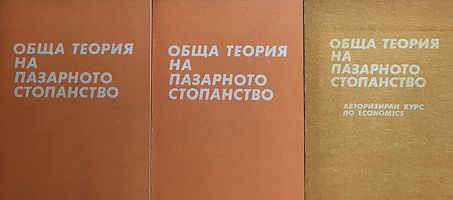 ОБЩА ТЕОРИЯ
НА
ПАЗАРНОТО
СТОПАНСТВО
ОБЩА ТЕОРИЯ
НА
ПАЗАРНОТО
СТОПАНСТВО
ОБЩА ТЕОРИЯ
НА
ПАЗАРНОТО
СТОПАНСТВО
АВТОРИЗИРАН КУРС
ПО ECONOMICS